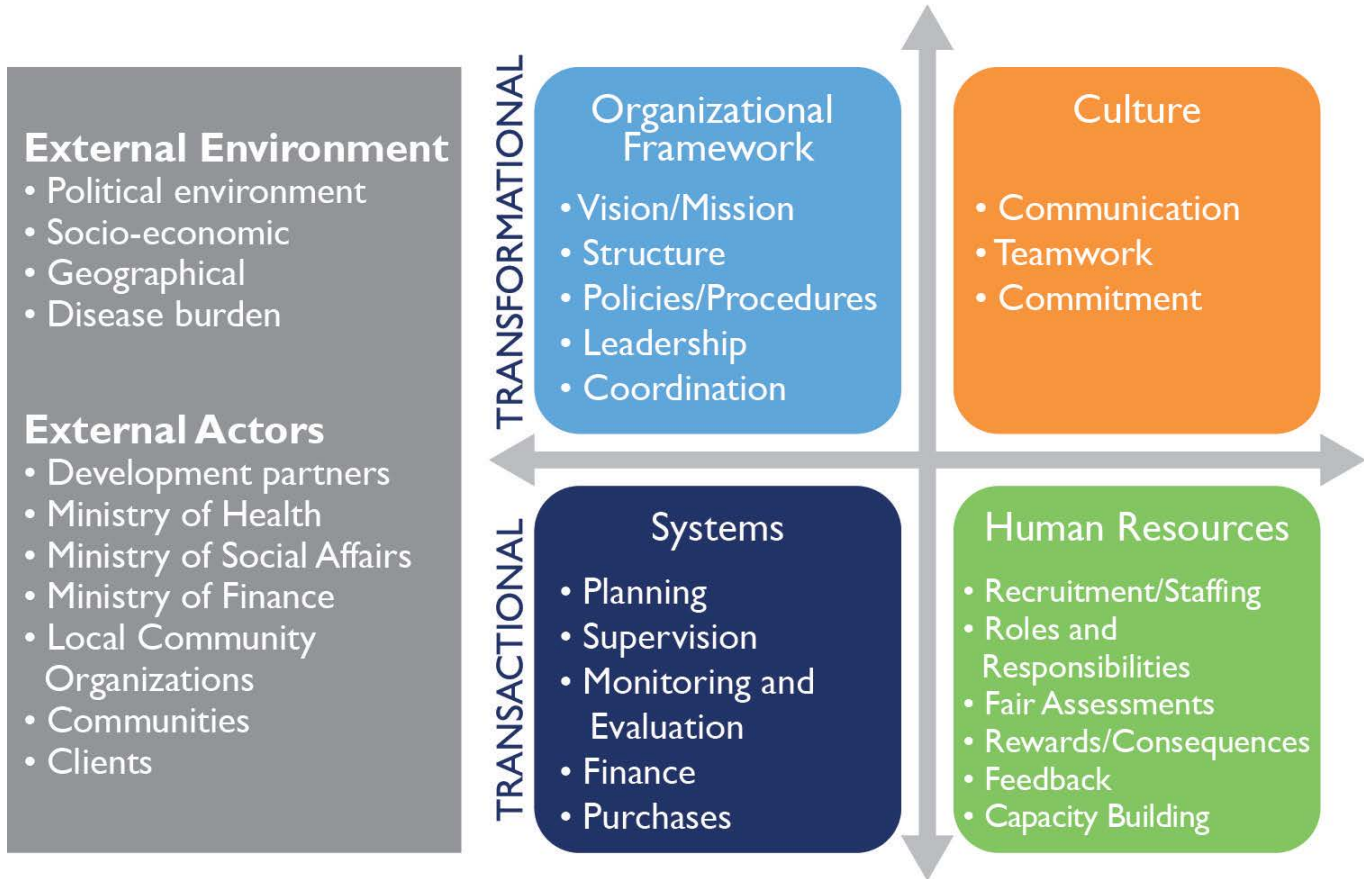 External Environment
• Political environment
• Socio-economic
• Geographical
• Disease burden
External Actors
• Development partners
• Ministry of Health
• Ministry of Social Affairs
• Ministry of Finance
• Local Community
Organizations
• Communities
• Clients
TRANSFORMATIONAL
Organizational
Framework
• Vision/Mission
• Structure
• Policies/Procedures
• Leadership
• Coordination
Culture
• Communication
• Teamwork
• Commitment
TRANSACTIONAL
Systems
• Planning
• Supervision
• Monitoring and
Evaluation
• Finance
• Purchases
Human Resources
• Recruitment/Staffing
• Roles and
Responsibilities
• Fair Assessments
• Rewards/Consequences
• Feedback
• Capacity Building